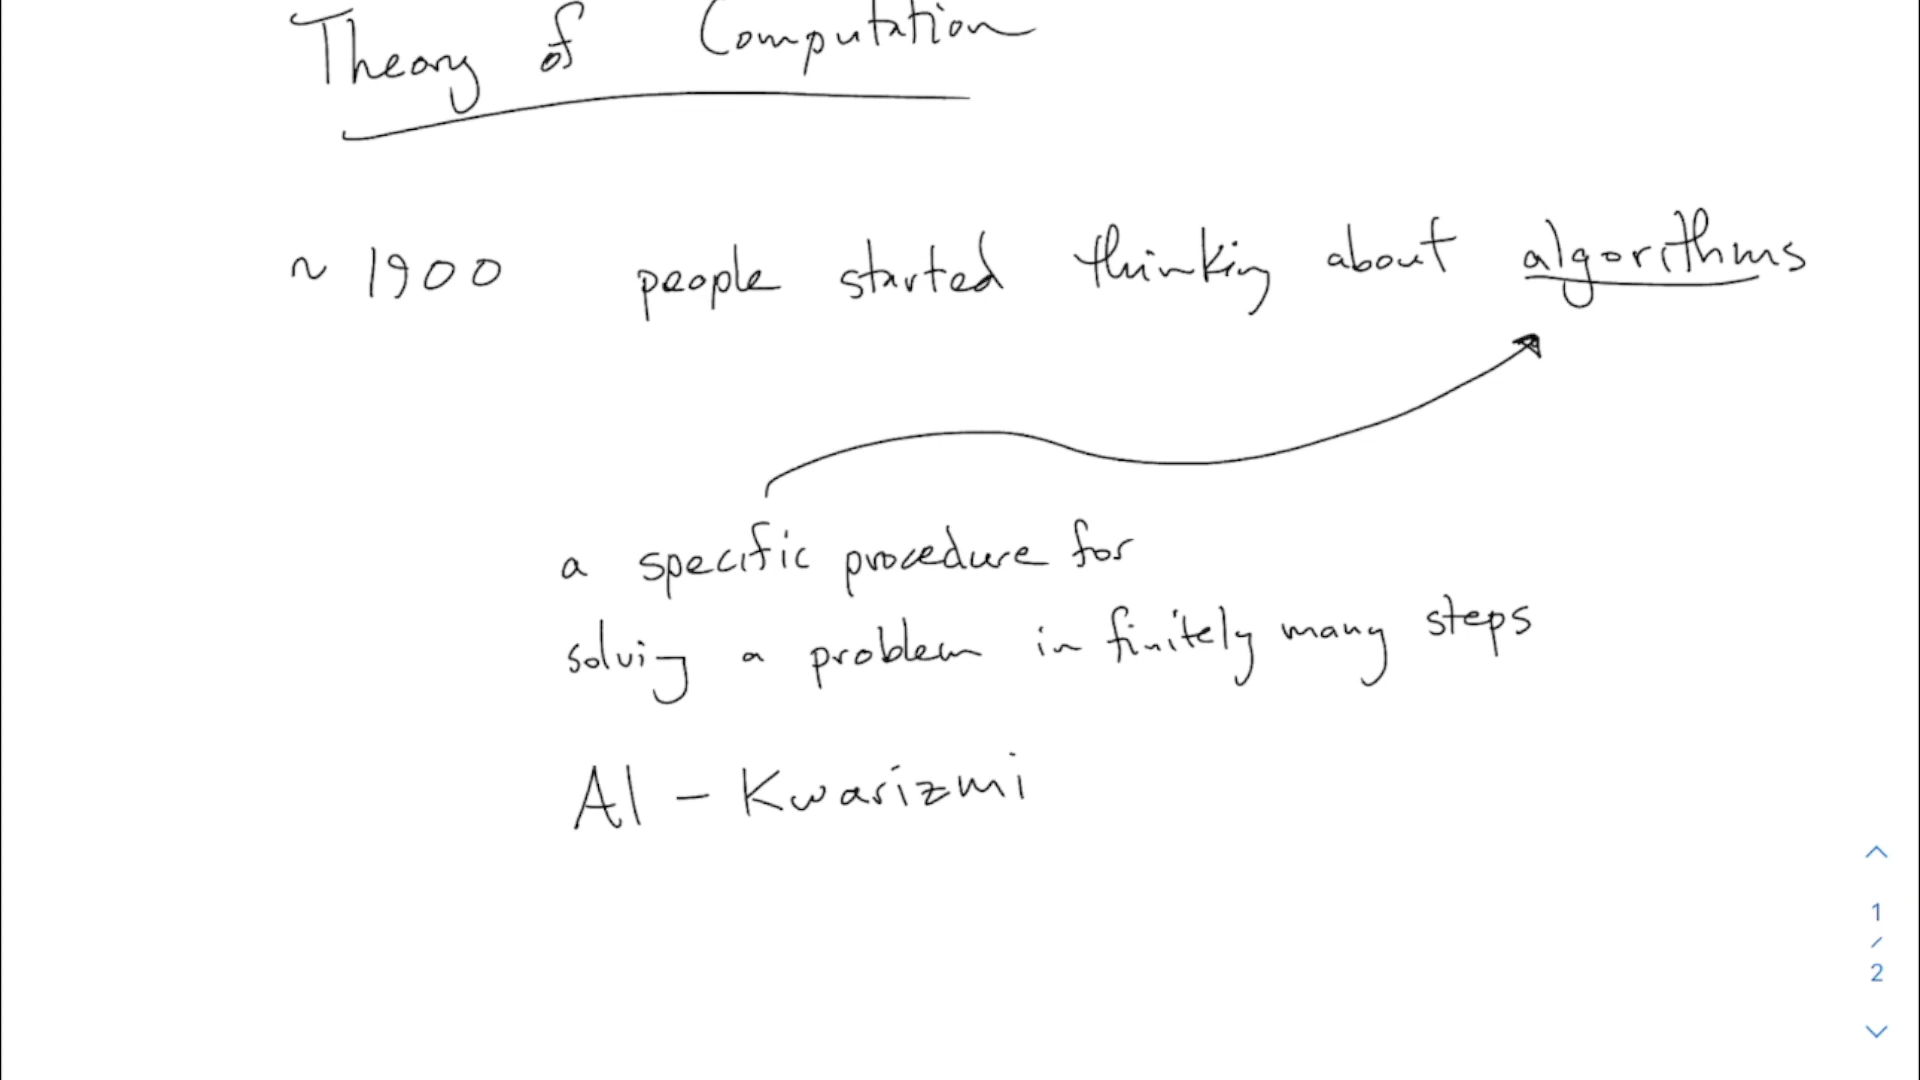 Theory of Computation
~ 1900 people started thinking about algorithms
a specific procedure for
solving a problem in finitely many steps
Al - Kwarizmi
1
/
2